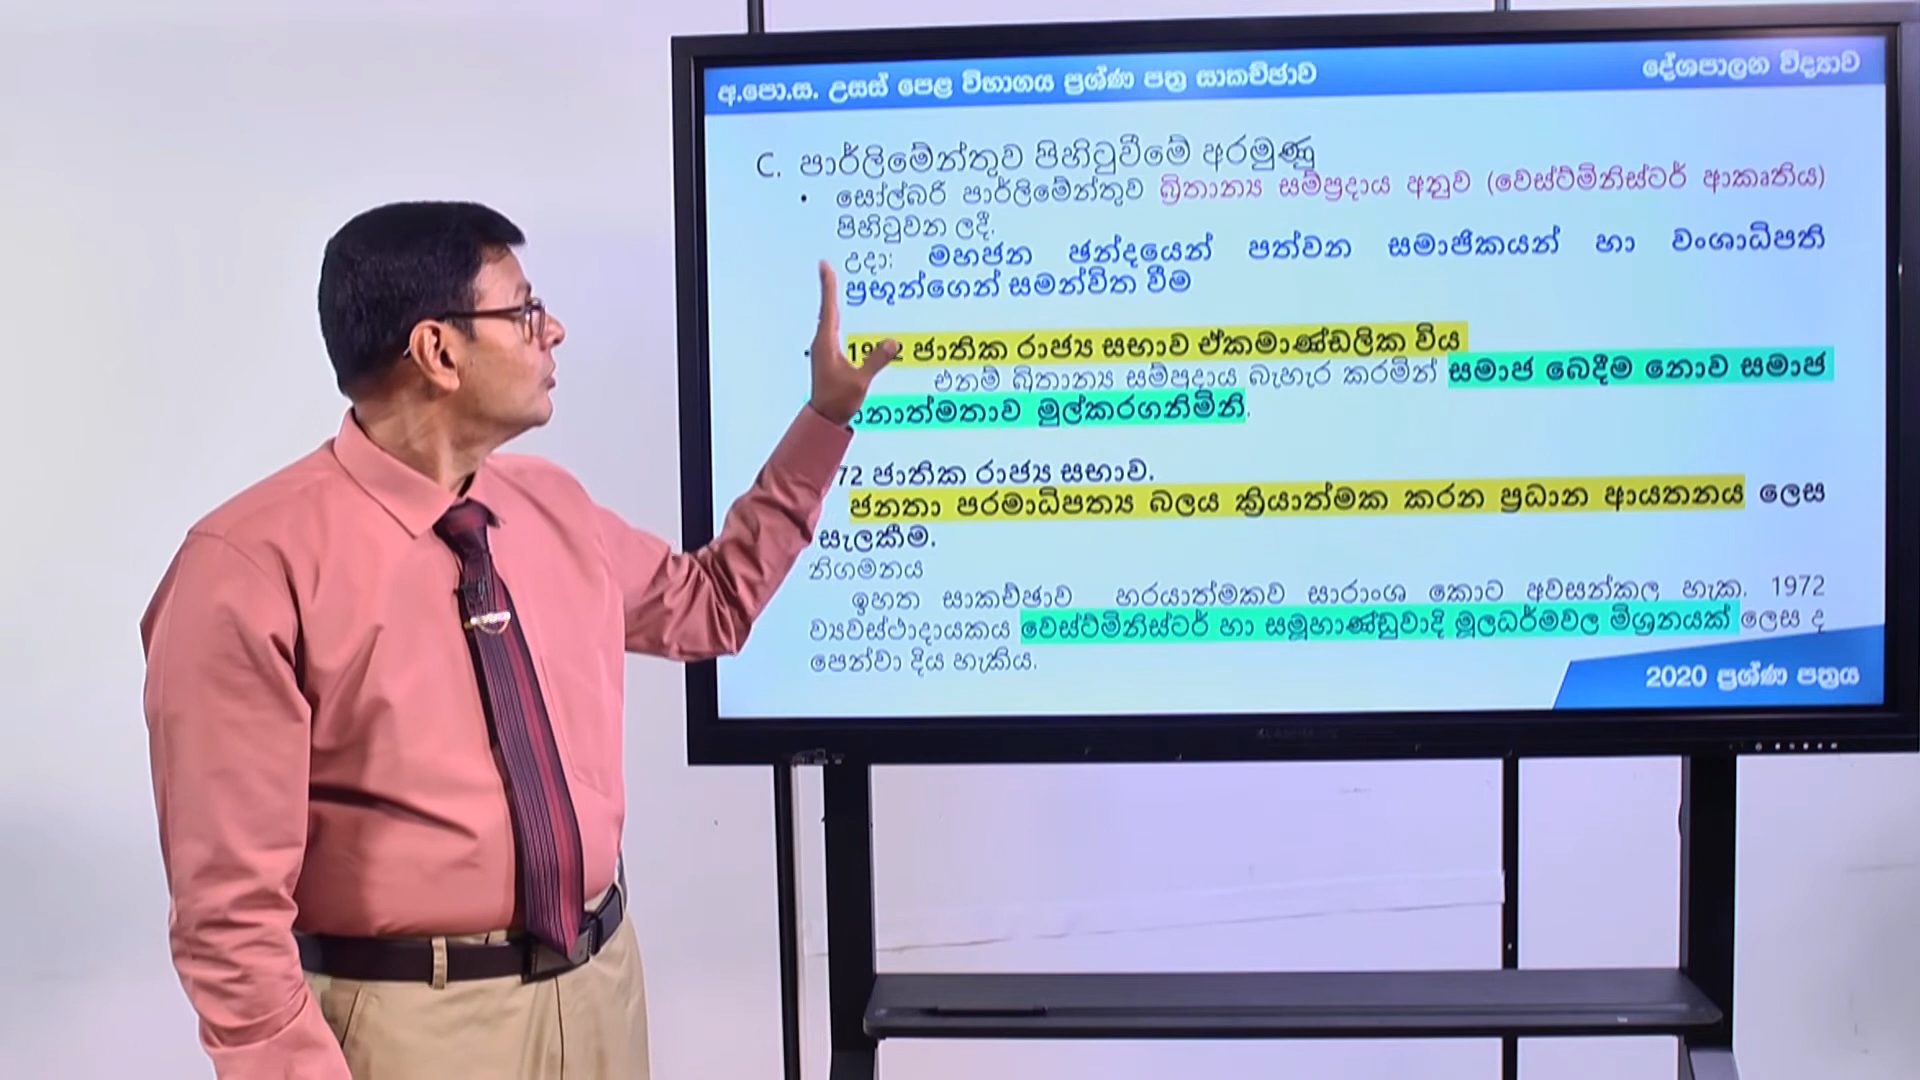 අ.පො.ස. උසස් පෙළ විභාගය ප්‍රශ්ණ පත්‍ර සාකච්ඡාව
දේශපාලන විද්‍යාව
C. පාර්ලිමේන්තුව පිහිටුවීමේ අරමුණු
• සෝල්බරි පාර්ලිමේන්තුව බ්‍රිතාන්‍ය සම්ප්‍රදාය අනුව (වෙස්ට්මිනිස්ටර් ආකෘතිය)
පිහිටුවන ලදී.
උදා: මහජන ඡන්දයෙන් පත්වන සමාජිකයන් හා වංශාධිපති
ප්‍රභූන්ගෙන් සමන්විත වීම
ජාතික රාජ්‍ය සභාව ඒකමාණ්ඩලික විය
එනම් බ්‍රිතාන්‍ය සම්ප්‍රදාය බැහැර කරමින් සමාජ බෙදීම නොව සමාජ
මුල්කරගනිමිනි.
72 ජාතික රාජ්‍ය සභාව.
ජනතා පරමාධිපත්‍ය බලය ක්‍රියාත්මක කරන ප්‍රධාන ආයතනය ලෙස
සැලකීම.
නිගමනය
ඉහත සාකච්ඡාව හරයාත්මකව සාරාංශ කොට අවසන්කල හැක. 1972
ව්‍යවස්ථාදායකය වෙස්ට්මිනිස්ටර් හා සමූහාණ්ඩුවාදි මූලධර්මවල මිශ්‍රනයක් ලෙස ද
පෙන්වා දිය හැකිය.
2020 ප්‍රශ්ණ පත්‍රය